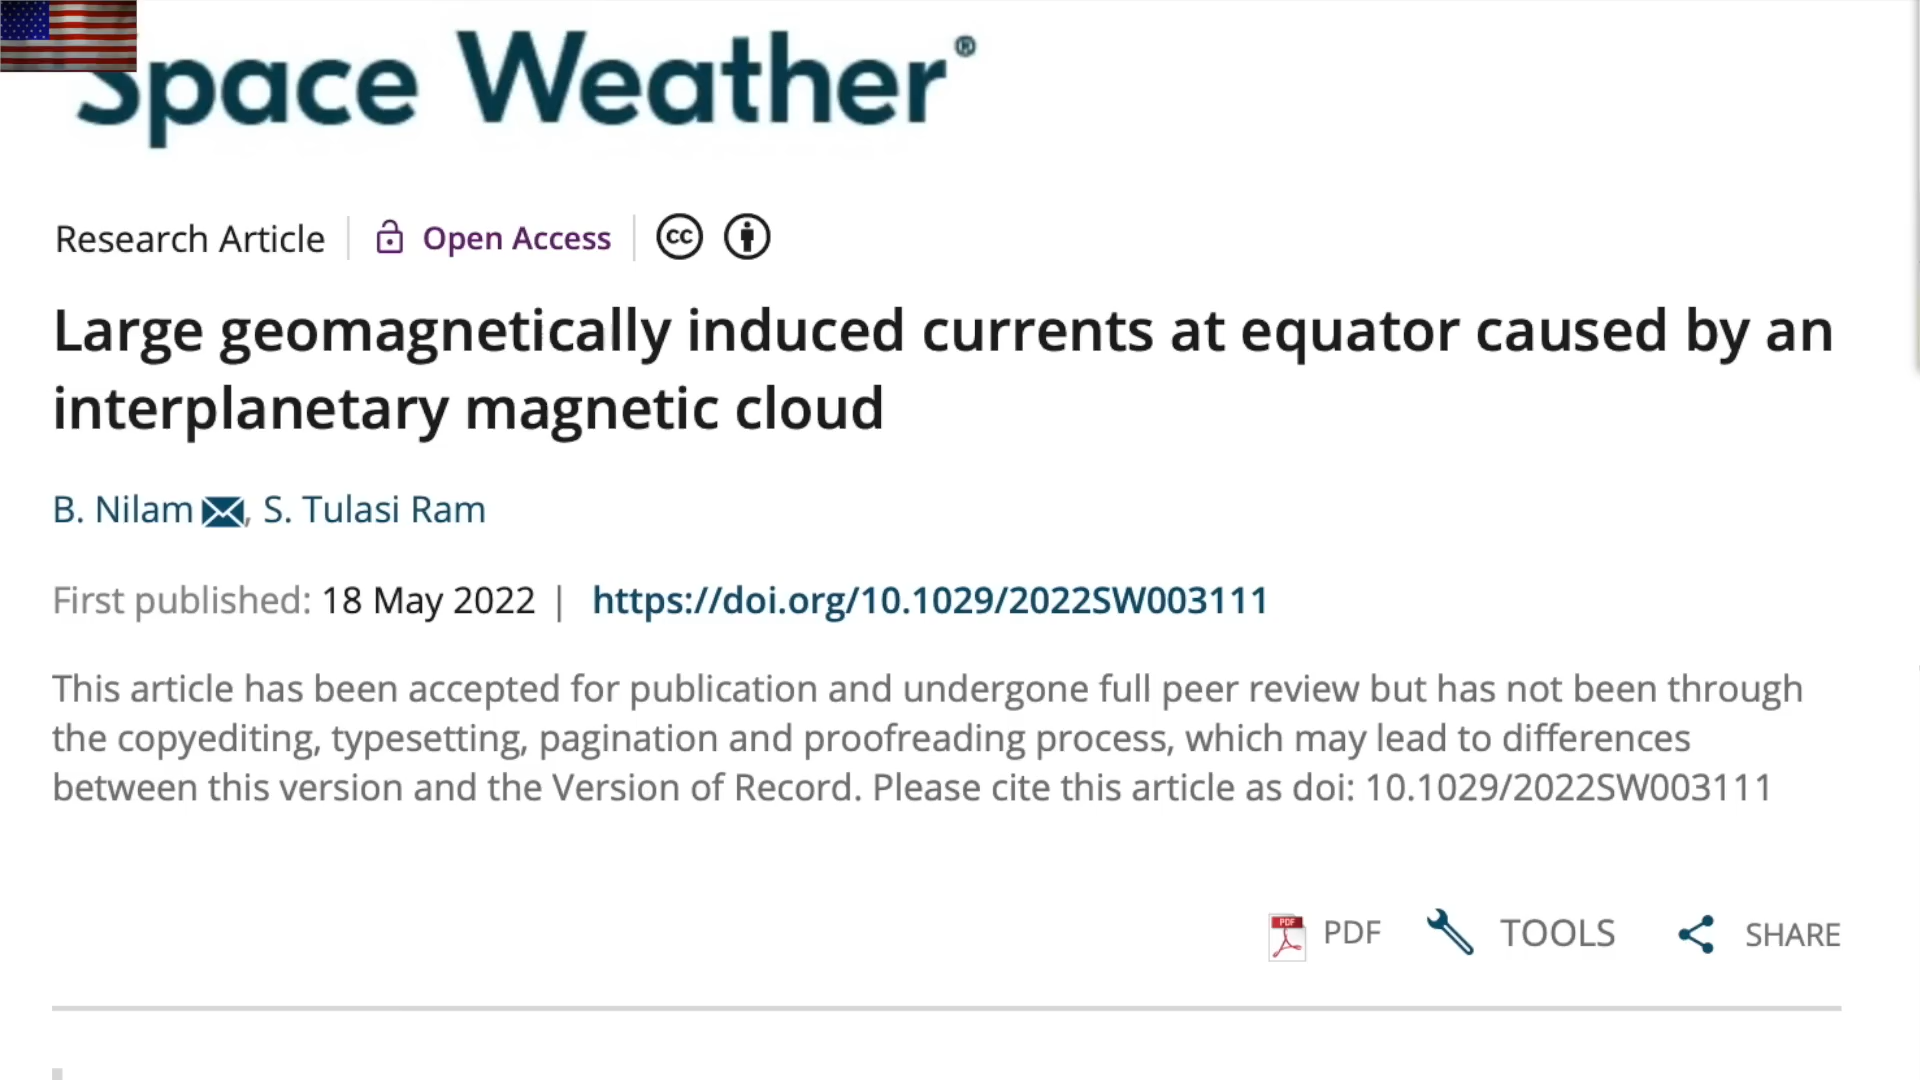 Space Weather®
Research Article Open Access cc
Large geomagnetically induced currents at equator caused by an
interplanetary magnetic cloud
B. Nilam, S. Tulasi Ram
First published: 18 May 2022 | https://doi.org/10.1029/2022SW003111
This article has been accepted for publication and undergone full peer review but has not been through
the copyediting, typesetting, pagination and proofreading process, which may lead to differences
between this version and the Version of Record. Please cite this article as doi: 10.1029/2022SW003111
PDF PDF TOOLS SHARE